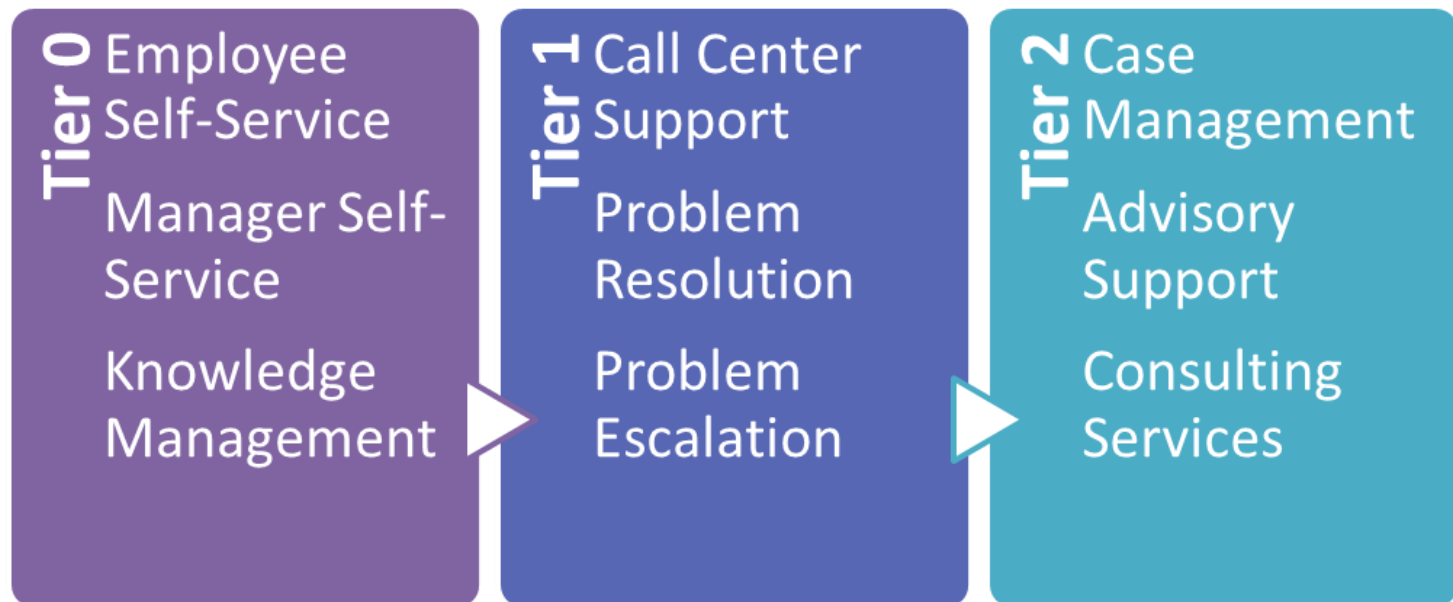 Tier 0
Employee
Self-Service
Manager Self-
Service
Knowledge
Management
Tier 1
Call Center
Support
Problem
Resolution
Problem
Escalation
Tier 2
Case
Management
Advisory
Support
Consulting
Services